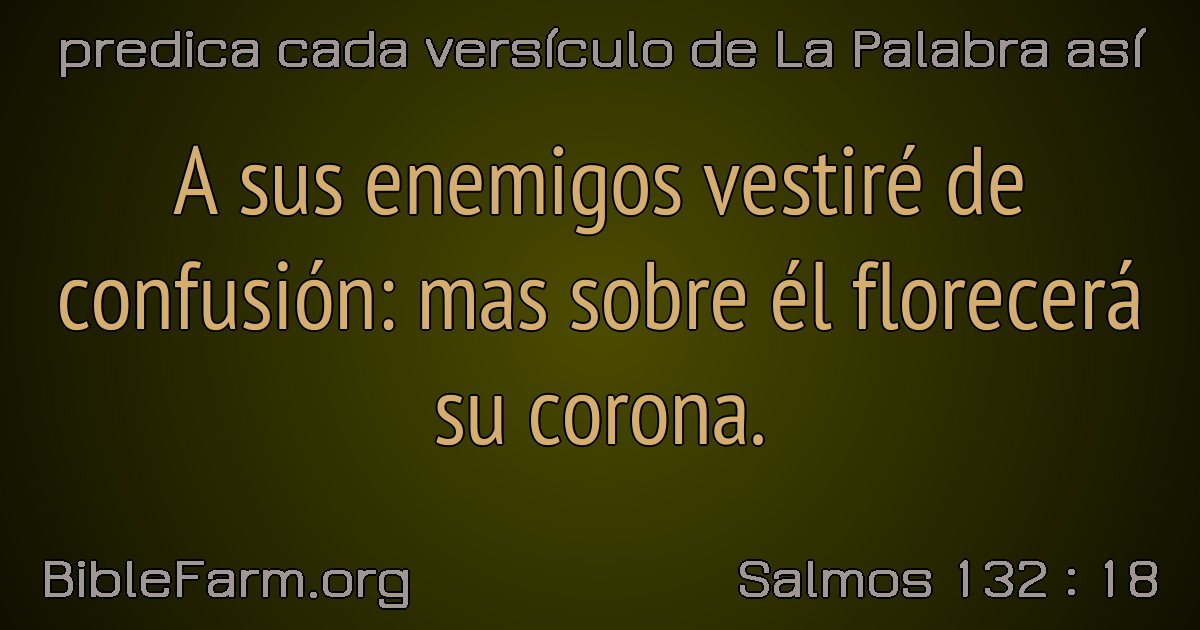 predica cada versículo de La Palabra así
A sus enemigos vestiré de
confusión: mas sobre él florecerá
su corona.
BibleFarm.org
Salmos 132 : 18